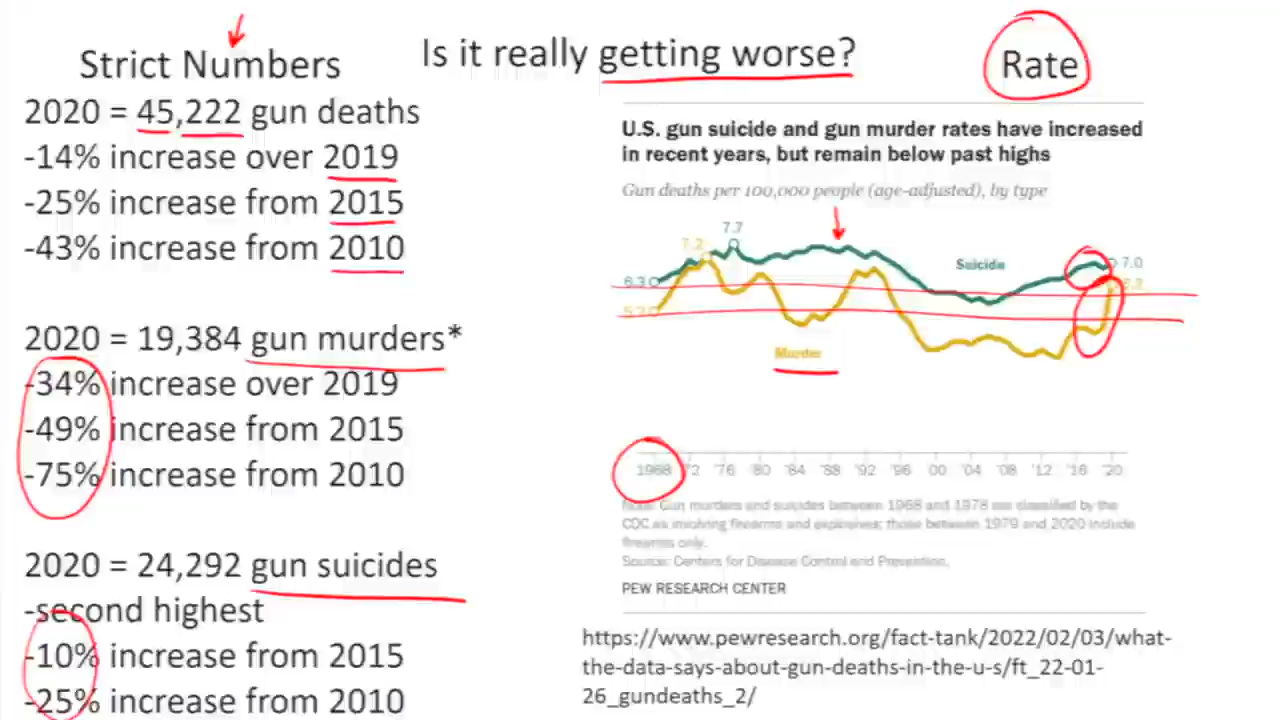 Is it really getting worse?
Strict Numbers
2020 = 45,222 gun deaths
-14% increase over 2019
-25% increase from 2015
-43% increase from 2010
2020 = 19,384 gun murders*
-34% increase over 2019
-49% increase from 2015
-75% increase from 2010
2020 = 24,292 gun suicides
-second highest
-10% increase from 2015
-25% increase from 2010
Rate
U.S. gun suicide and gun murder rates have increased
in recent years, but remain below past highs
Gun deaths per 100,000 people (age-adjusted), by type
7.7
7.2
Suicide
7.0
6.3
5.2
Murder
1968 '72 '76 '80 '84 '88 '92 '96 '00 '04 '08 '12 '16 '20
Note: Gun murders and suicides between 1968 and 1978 are classified by the
CDC as involving firearms and explosives; those between 1979 and 2020 include
firearms only.
Source: Centers for Disease Control and Prevention.
PEW RESEARCH CENTER
https://www.pewresearch.org/fact-tank/2022/02/03/what-
the-data-says-about-gun-deaths-in-the-u-s/ft_22-01-
26_gundeaths_2/